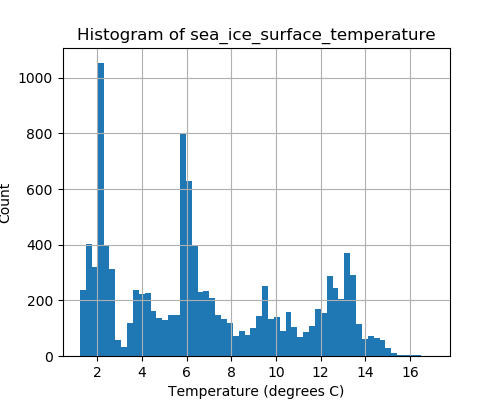 Histogram of sea_ice_surface_temperature
1000
800
600
400
200
0
Count
2 4 6 8 10 12 14 16
Temperature (degrees C)